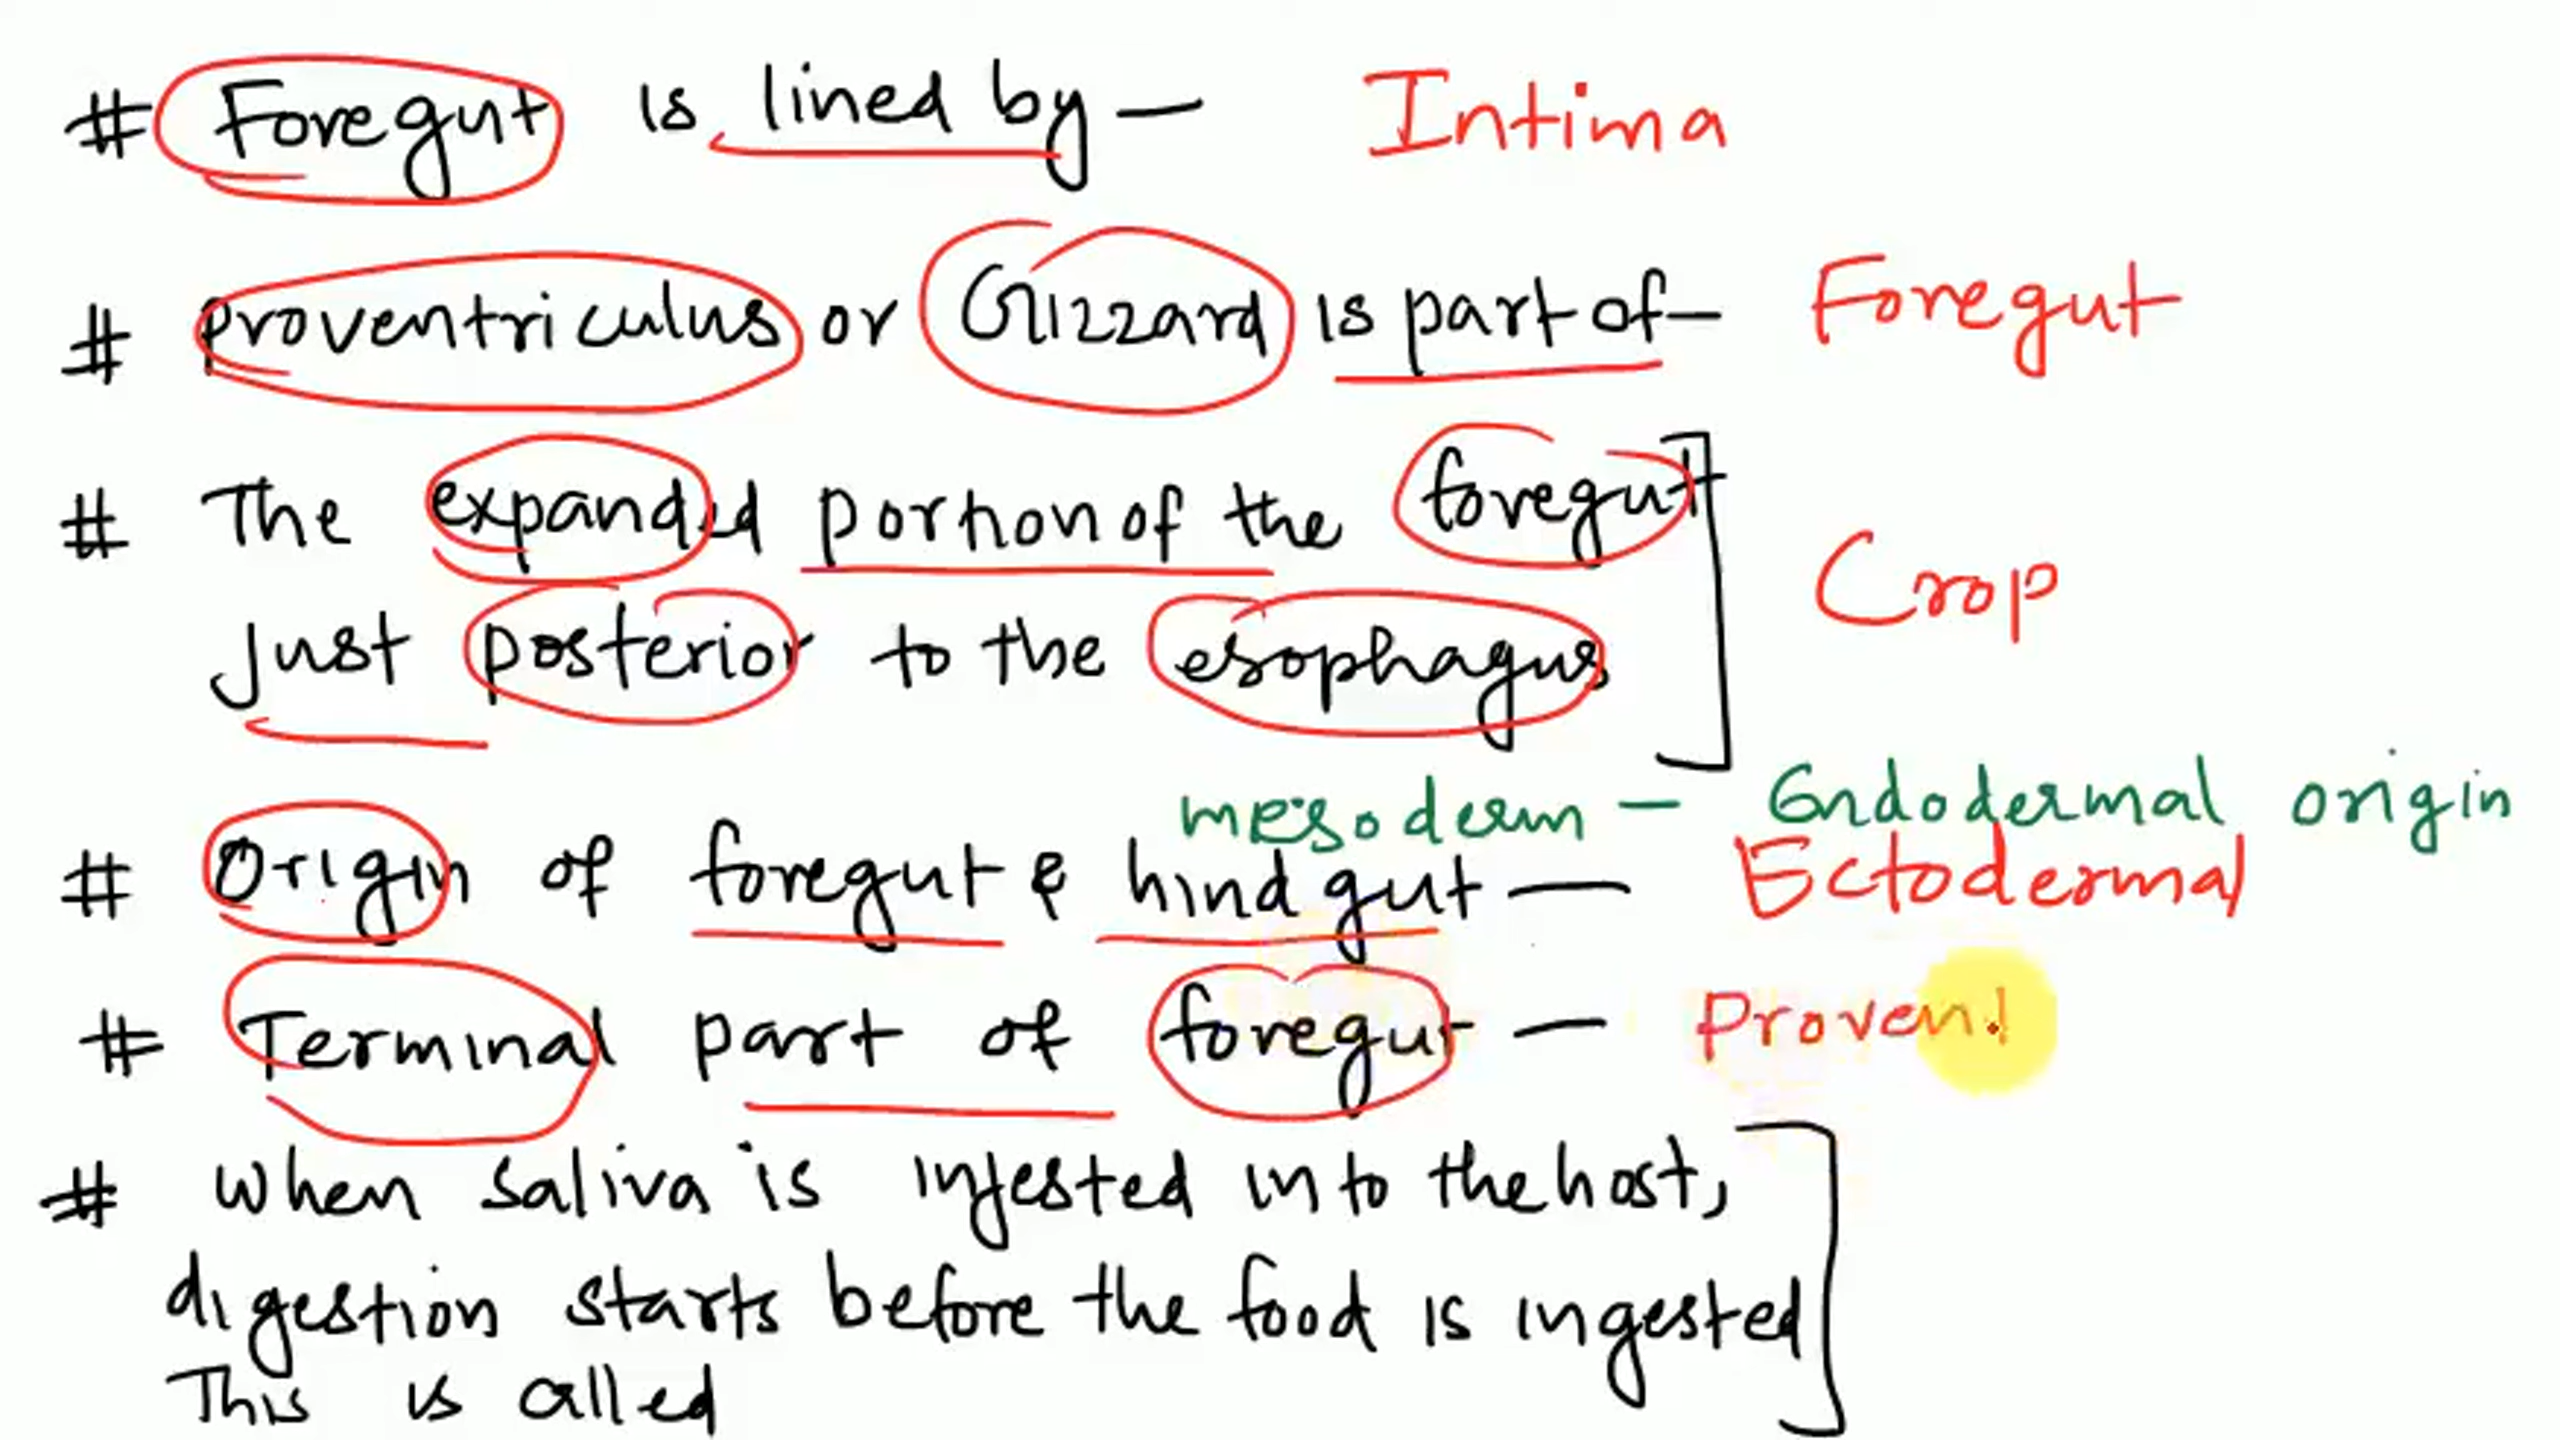 # Foregut is lined by — Intima
# Proventriculus or Gizzard is part of — Foregut
# The expanded portion of the foregut
Just posterior to the esophagus
Crop
mesoderm — Endodermal origin
# Origin of foregut & hind gut — Ectodermal
# Terminal part of foregut — Proven
# When saliva is injested into the host,
digestion starts before the food is ingested
This is called